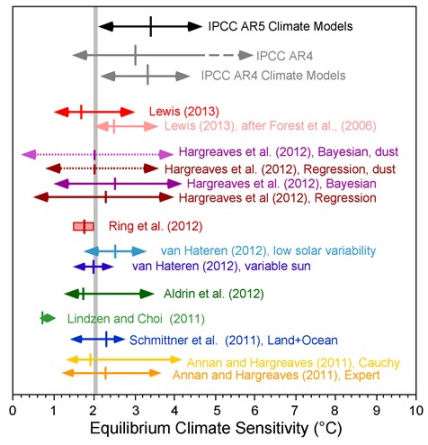 IPCC AR5 Climate Models
IPCC AR4
IPCC AR4 Climate Models
Lewis (2013)
Lewis (2013), after Forest et al., (2006)
Hargreaves et al. (2012), Bayesian, dust
Hargreaves et al. (2012), Regression, dust
Hargreaves et al. (2012), Bayesian
Hargreaves et al (2012), Regression
Ring et al. (2012)
van Hateren (2012), low solar variability
van Hateren (2012), variable sun
Aldrin et al. (2012)
Lindzen and Choi (2011)
Schmittner et al. (2011), Land+Ocean
Annan and Hargreaves (2011), Cauchy
Annan and Hargreaves (2011), Expert
0 1 2 3 4 5 6 7 8 9 10
Equilibrium Climate Sensitivity (°C)